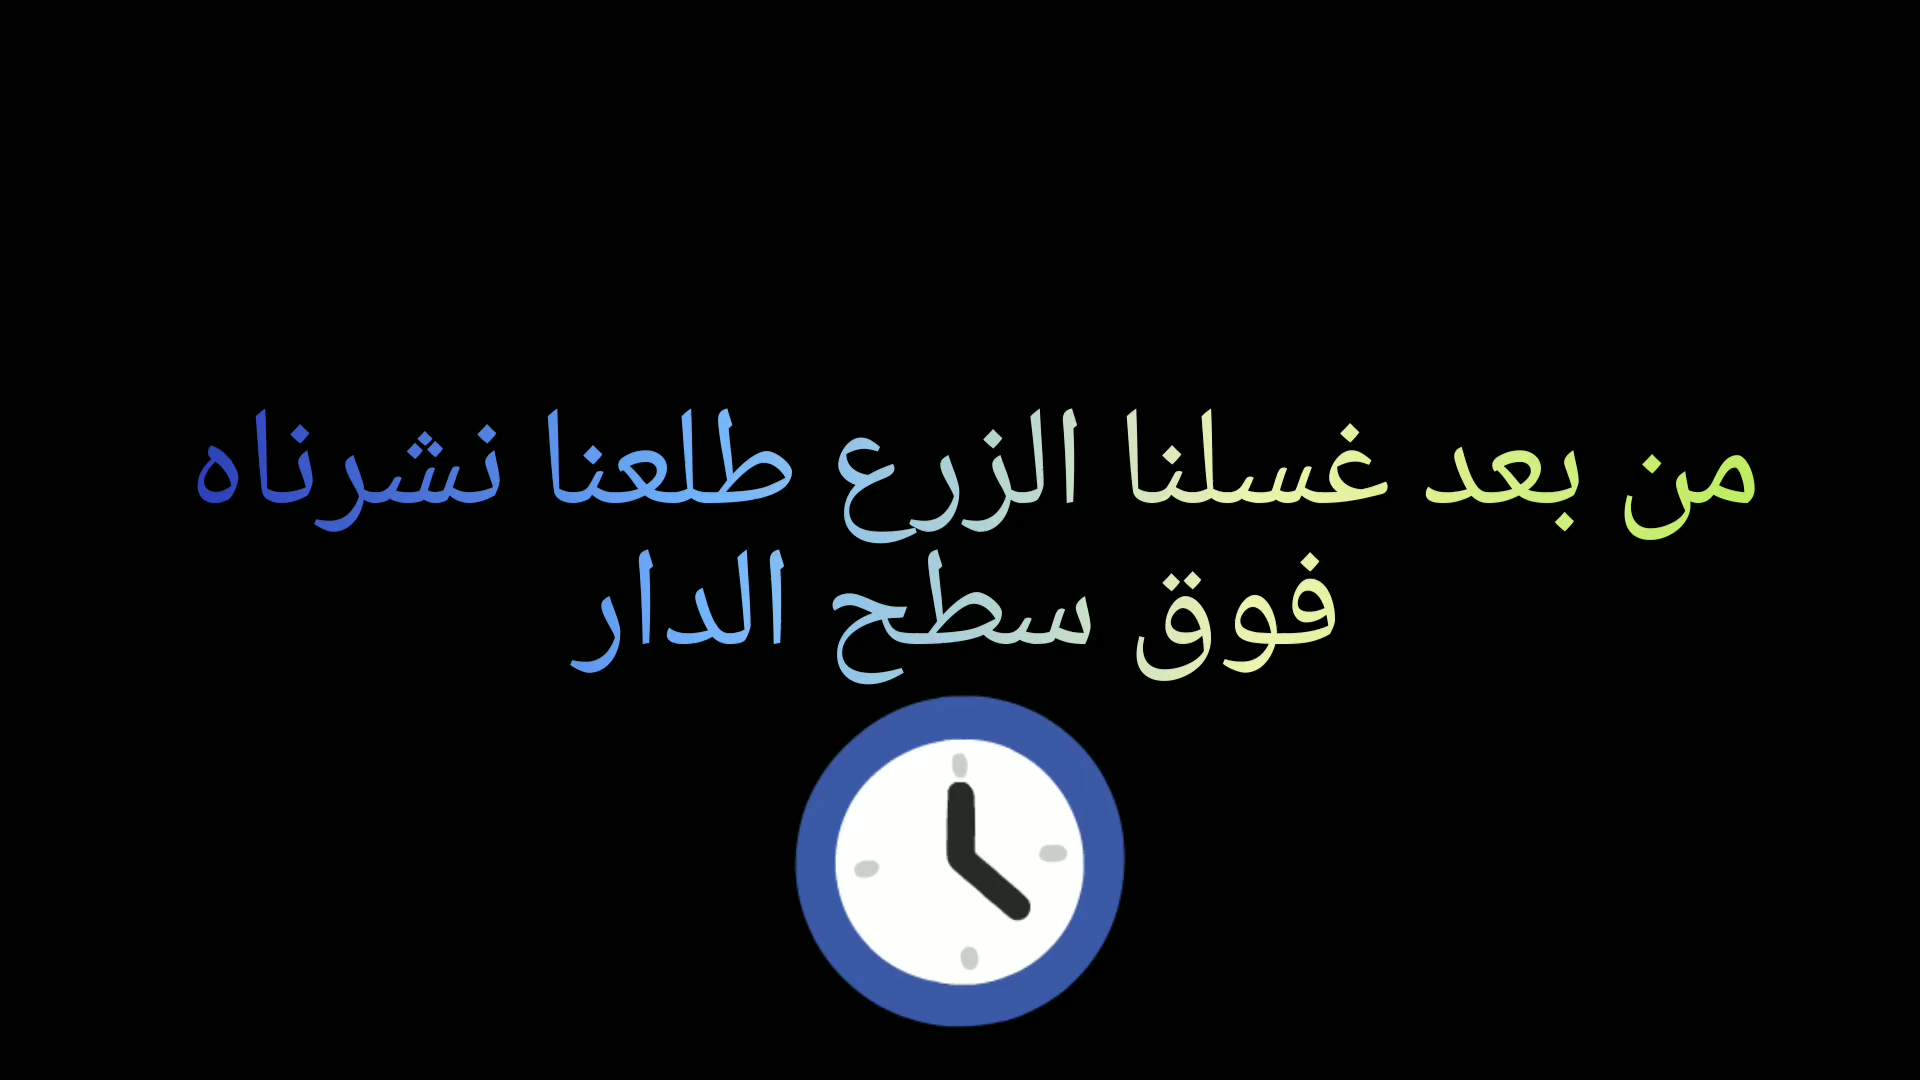 من بعد غسلنا الزرع طلعنا نشرناه
فوق سطح الدار